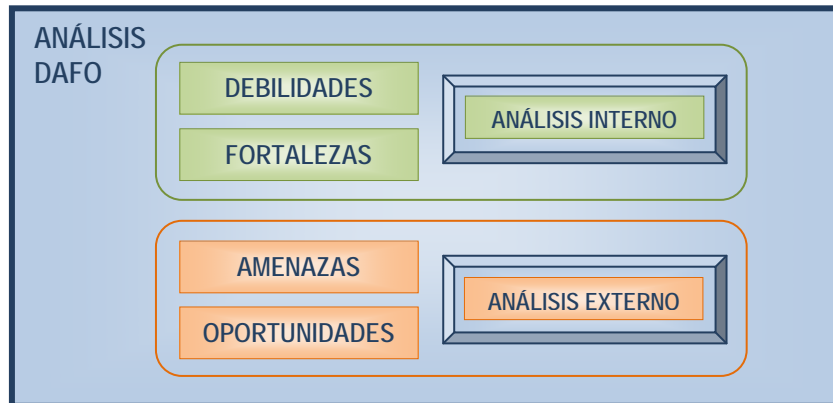 ANÁLISIS
DAFO
DEBILIDADES
FORTALEZAS
ANÁLISIS INTERNO
AMENAZAS
OPORTUNIDADES
ANÁLISIS EXTERNO